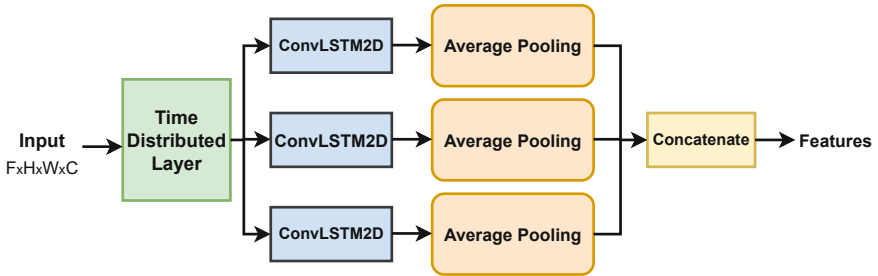 Input
FxHxWxC
Time
Distributed
Layer
ConvLSTM2D
Average Pooling
ConvLSTM2D
Average Pooling
ConvLSTM2D
Average Pooling
Concatenate
Features